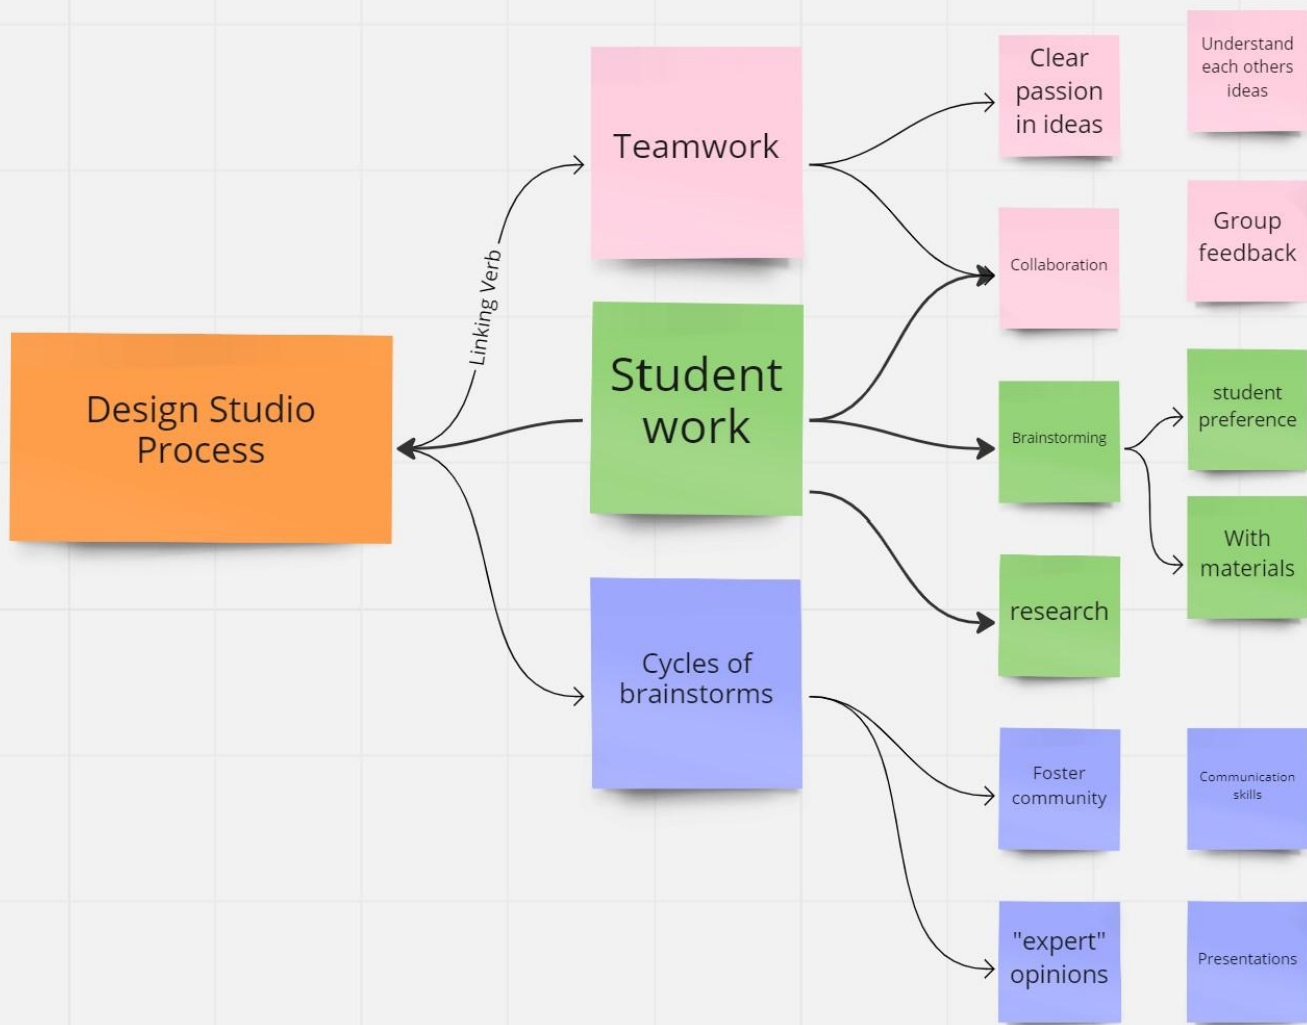 Design Studio
Process
Linking Verb
Teamwork
Student
work
Cycles of
brainstorms
Clear
passion
in ideas
Understand
each others
ideas
Collaboration
Group
feedback
Brainstorming
student
preference
With
materials
research
Foster
community
Communication
skills
"expert"
opinions
Presentations